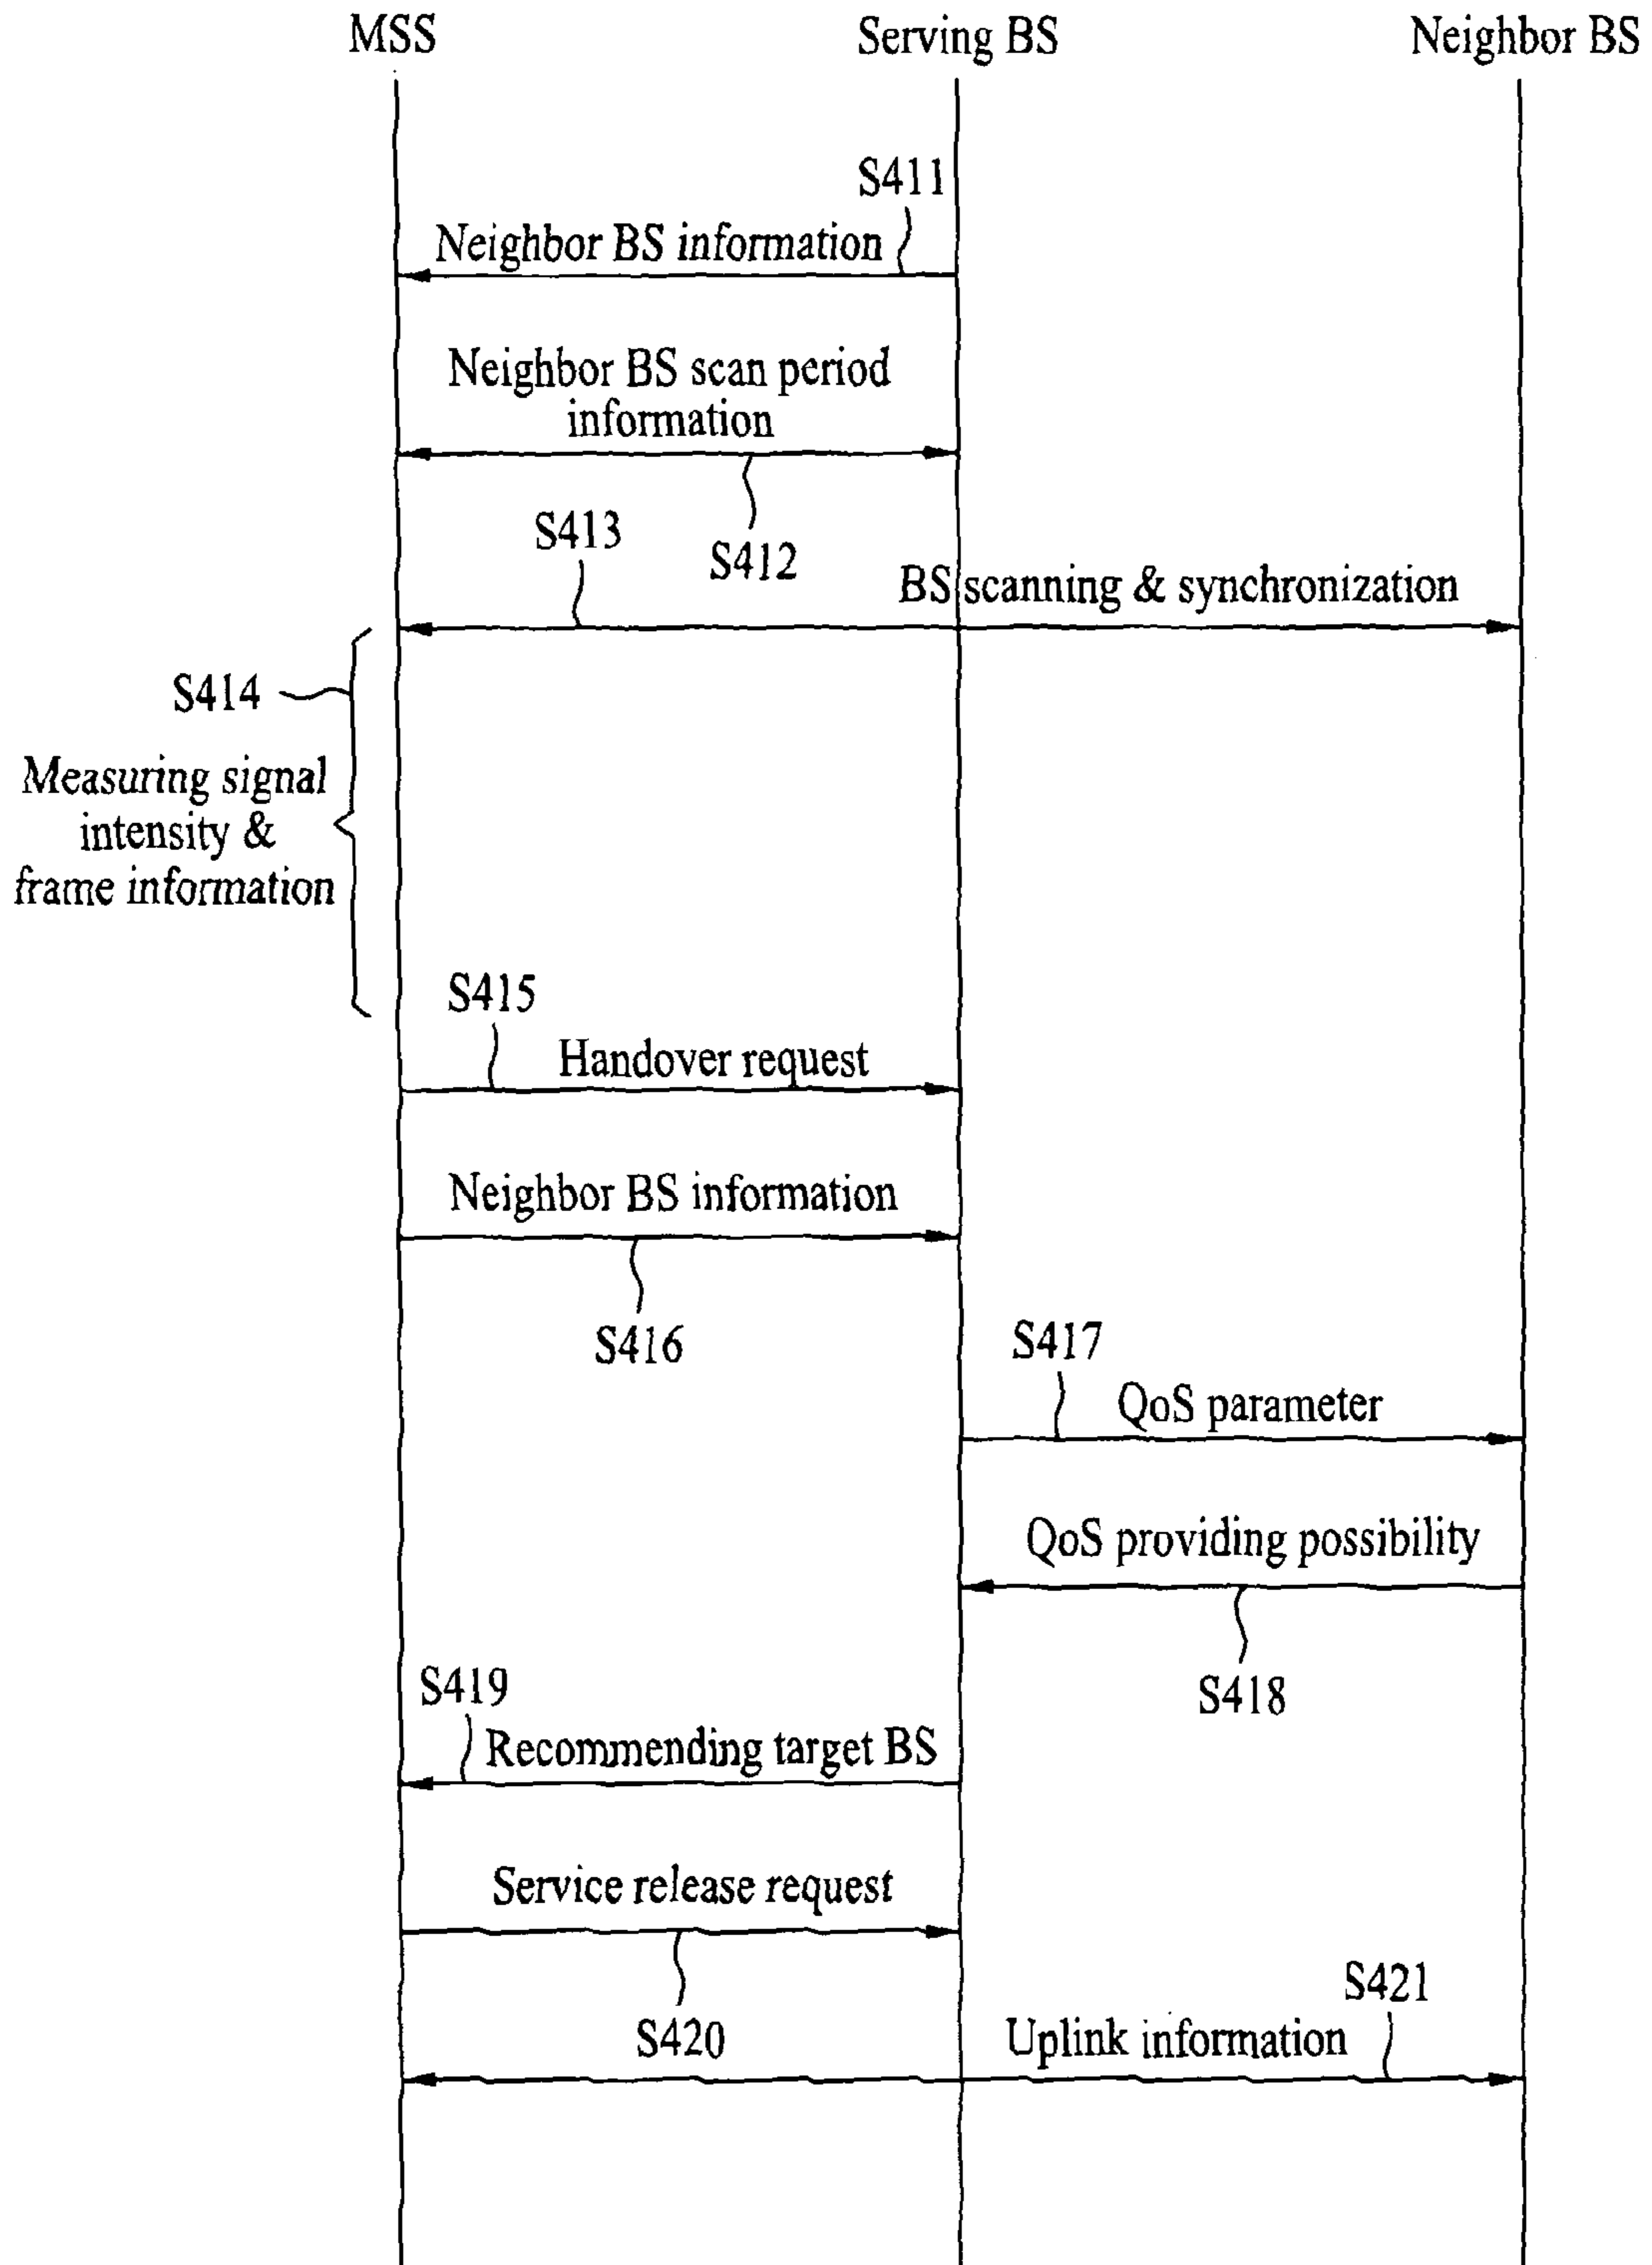 MSS
Serving BS
Neighbor BS
S411
Neighbor BS information
Neighbor BS scan period
information
S412
S413
BS scanning & synchronization
S414
Measuring signal
intensity &
frame information
S415
Handover request
Neighbor BS information
S416
S417
QoS parameter
QoS providing possibility
S418
S419
Recommending target BS
Service release request
S420
S421
Uplink information